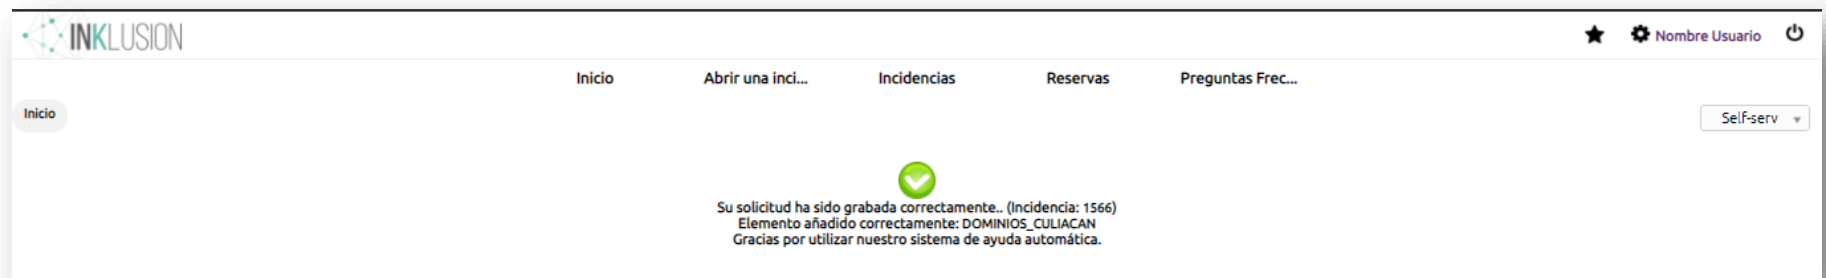 INKLUSION
Nombre Usuario
Inicio Abrir una inci... Incidencias Reservas Preguntas Frec...
Inicio
Self-serv
Su solicitud ha sido grabada correctamente.. (Incidencia: 1566)
Elemento añadido correctamente: DOMINIOS_CULIACAN
Gracias por utilizar nuestro sistema de ayuda automática.